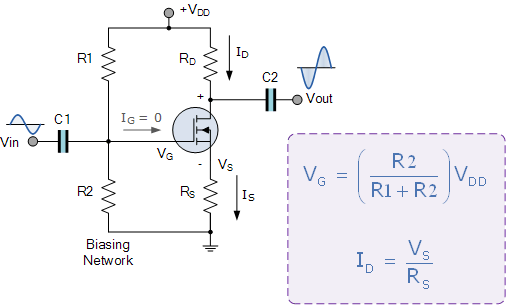 +VDD
R1
RD
ID
C2
+
Vout
C1
IG = 0
Vin
VG
-
VS
R2
RS
IS
Biasing
Network
VG = ( R2 / R1 + R2 ) VDD
ID = VS / RS